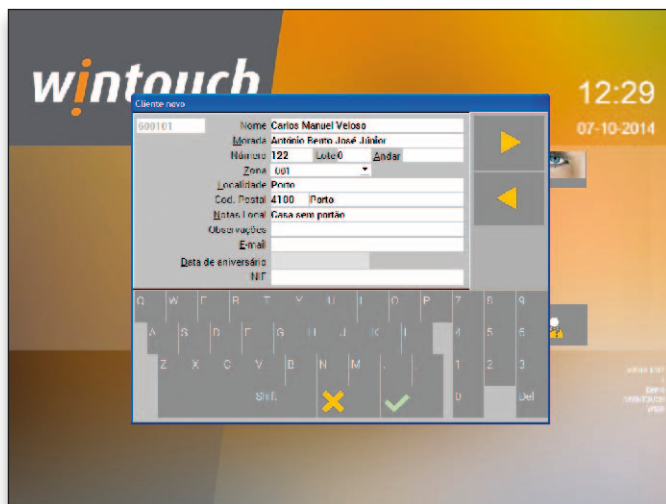 wintouch
12:29
07-10-2014
Cliente novo
600101
Nome Carlos Manuel Veloso
Morada António Bento José Júnior
Número 122 Lote 0 Andar
Zona 001
Localidade Porto
Cod. Postal 4100 Porto
Notas Local Casa sem portão
Observações
E-mail
Data de aniversário
NIF
Q W E R T Y U I O P 7 8 9
A S D F G H J K L 4 5 6
Z X C V B N M , . 1 2 3
Shift 0 Del